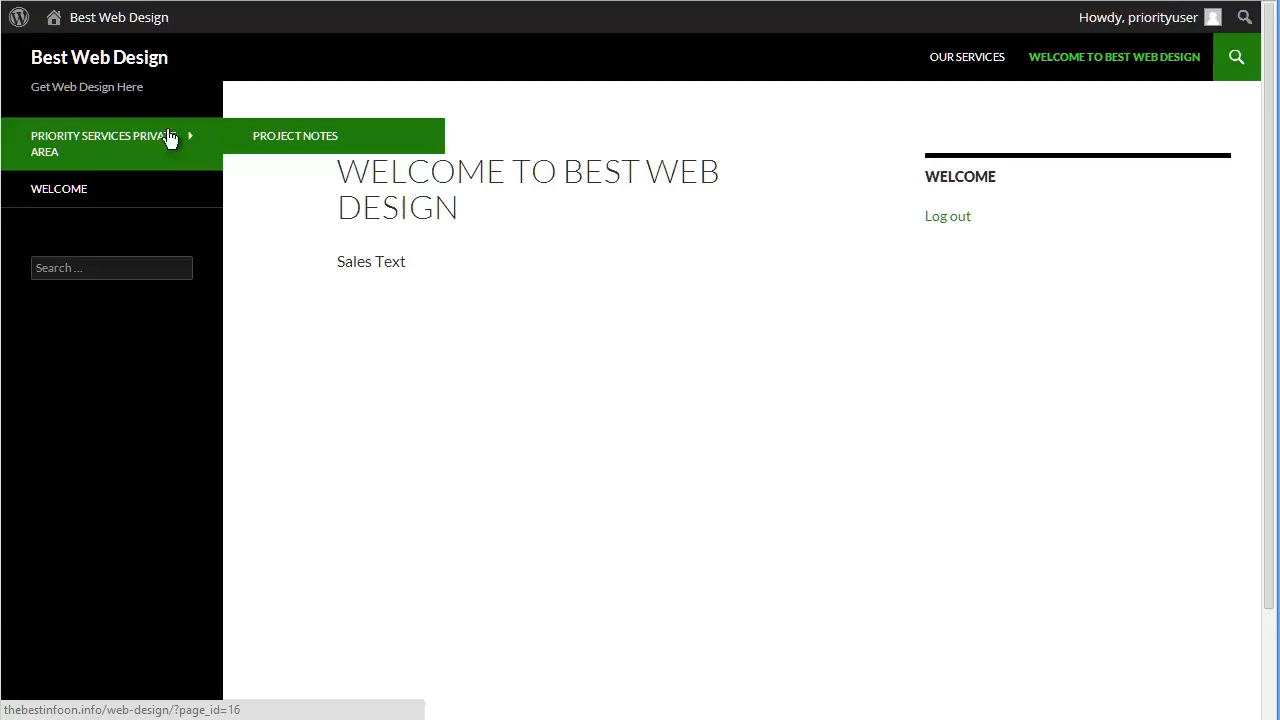 Best Web Design
Howdy, priorityuser
Best Web Design
OUR SERVICES
WELCOME TO BEST WEB DESIGN
Get Web Design Here
PRIORITY SERVICES
AREA
PROJECT NOTES
WELCOME
Search ...
WELCOME TO BEST WEB
DESIGN
Sales Text
WELCOME
Log out
thebestinfoon.info/web-design/?page_id=16